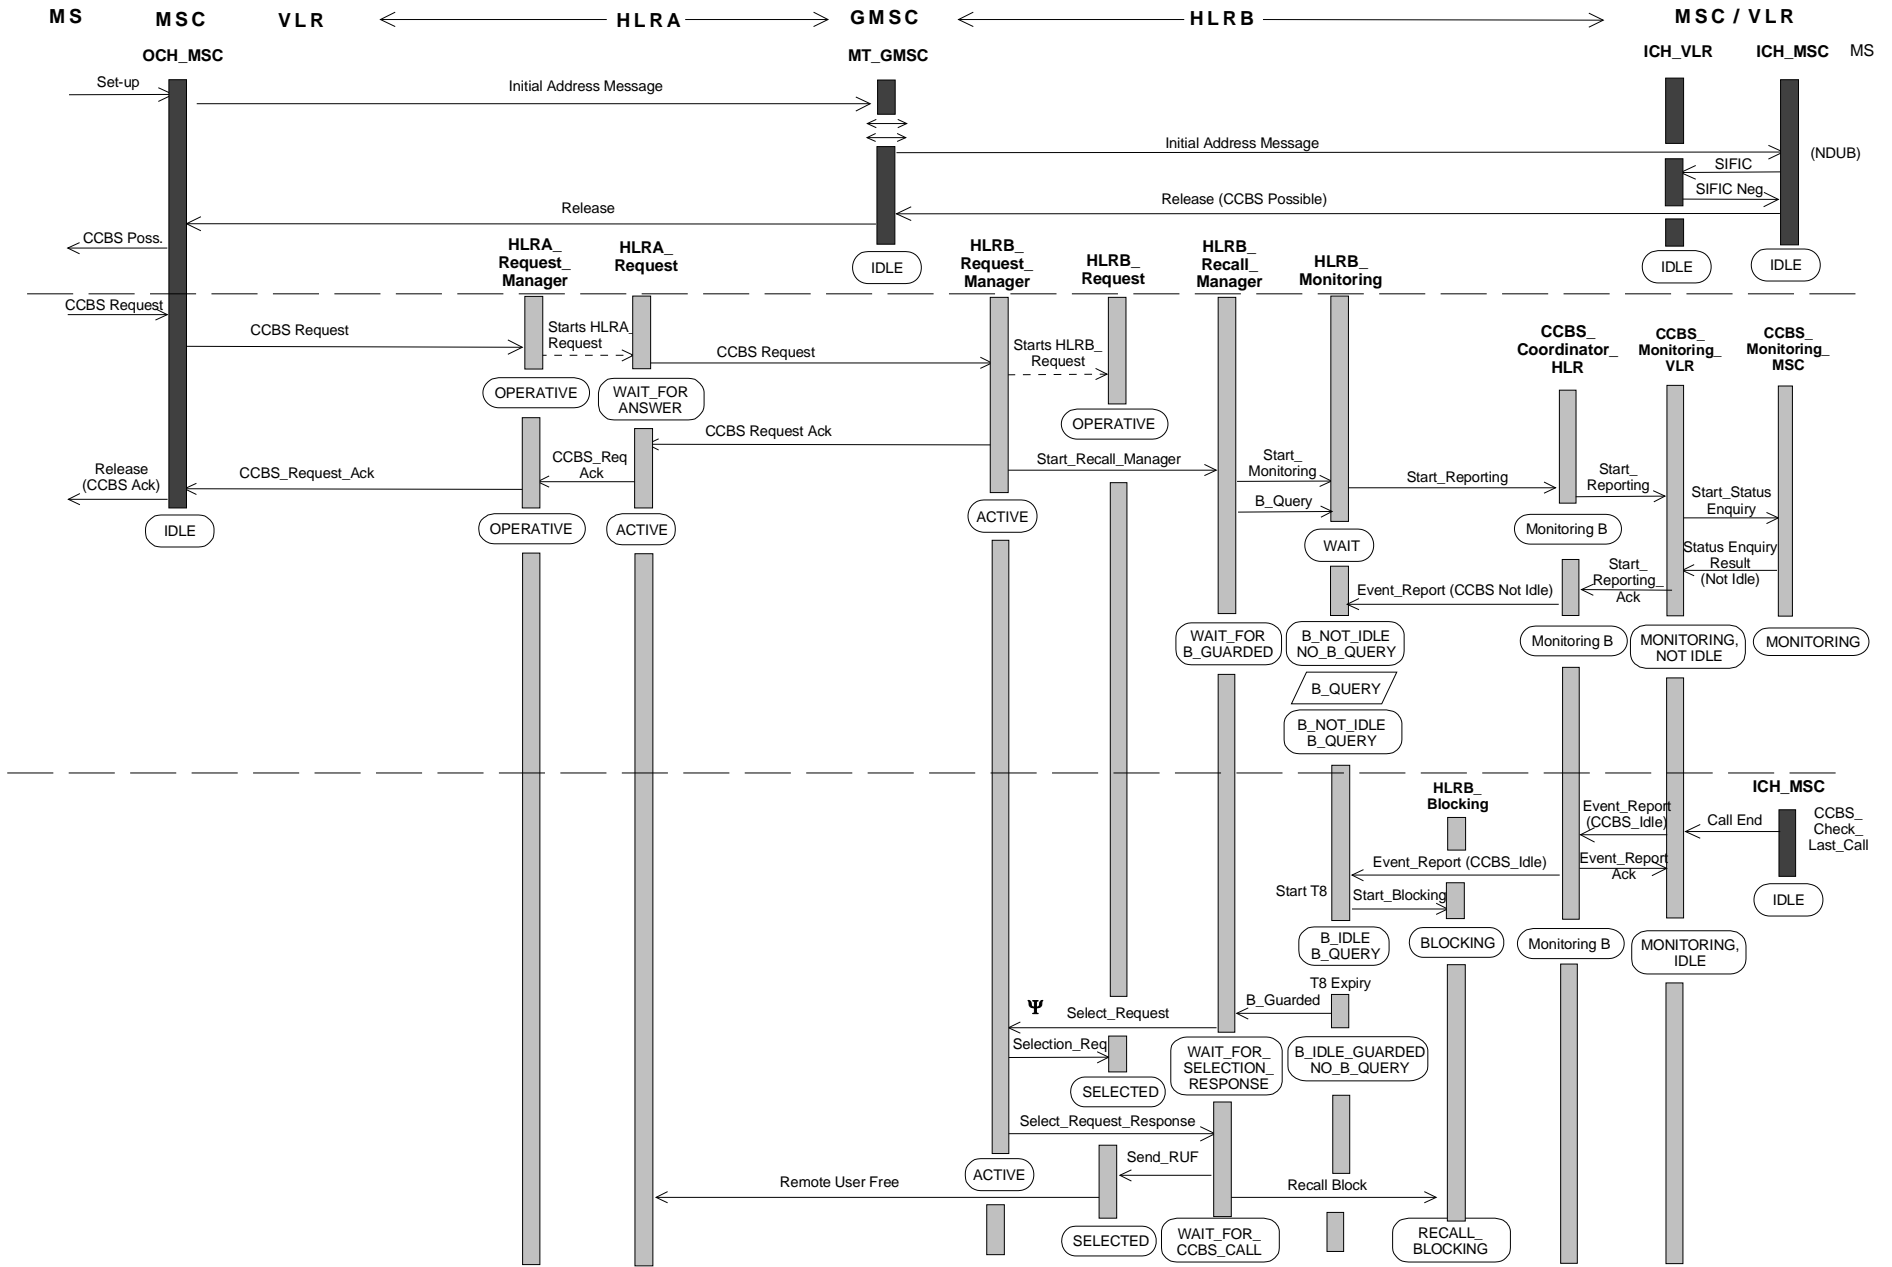 MS MSC VLR HLRA GMSC HLRB MSC / VLR
OCH_MSC MT_GMSC ICH_VLR ICH_MSC MS
Set-up
Initial Address Message
Initial Address Message
(NDUB)
SIFIC
SIFIC Neg
Release (CCBS Possible)
Release
CCBS Poss.
IDLE
IDLE
IDLE
HLRA_
Request_
Manager
HLRA_
Request
HLRB_
Request_
Manager
HLRB_
Request
HLRB_
Recall_
Manager
HLRB_
Monitoring
CCBS Request
CCBS Request
Starts HLRA_
Request
CCBS Request
Starts HLRB_
Request
CCBS_
Coordinator_
HLR
CCBS_
Monitoring_
VLR
CCBS_
Monitoring_
MSC
OPERATIVE
WAIT_FOR
ANSWER
OPERATIVE
CCBS Request Ack
CCBS_Req
Ack
CCBS_Request_Ack
Release
(CCBS Ack)
Start_Recall_Manager
Start_
Monitoring
B_Query
Start_Reporting
Start_
Reporting
Start_Status
Enquiry
IDLE
OPERATIVE
ACTIVE
ACTIVE
WAIT
Monitoring B
Status Enquiry
Result
(Not Idle)
Start_
Reporting_
Ack
Event_Report (CCBS Not Idle)
WAIT_FOR
B_GUARDED
B_NOT_IDLE
NO_B_QUERY
Monitoring B
MONITORING,
NOT IDLE
MONITORING
B_QUERY
B_NOT_IDLE
B_QUERY
HLRB_
Blocking
ICH_MSC
Event_Report
(CCBS_Idle)
Call End
CCBS_
Check_
Last_Call
Event_Report (CCBS_Idle)
Event_Report
Ack
Start T8
Start_Blocking
IDLE
B_IDLE
B_QUERY
BLOCKING
Monitoring B
MONITORING,
IDLE
T8 Expiry
B_Guarded
Ψ
Select_Request
Selection_Req
WAIT_FOR_
SELECTION_
RESPONSE
B_IDLE_GUARDED
NO_B_QUERY
SELECTED
Select_Request_Response
Send_RUF
ACTIVE
Remote User Free
Recall Block
SELECTED
WAIT_FOR_
CCBS_CALL
RECALL_
BLOCKING